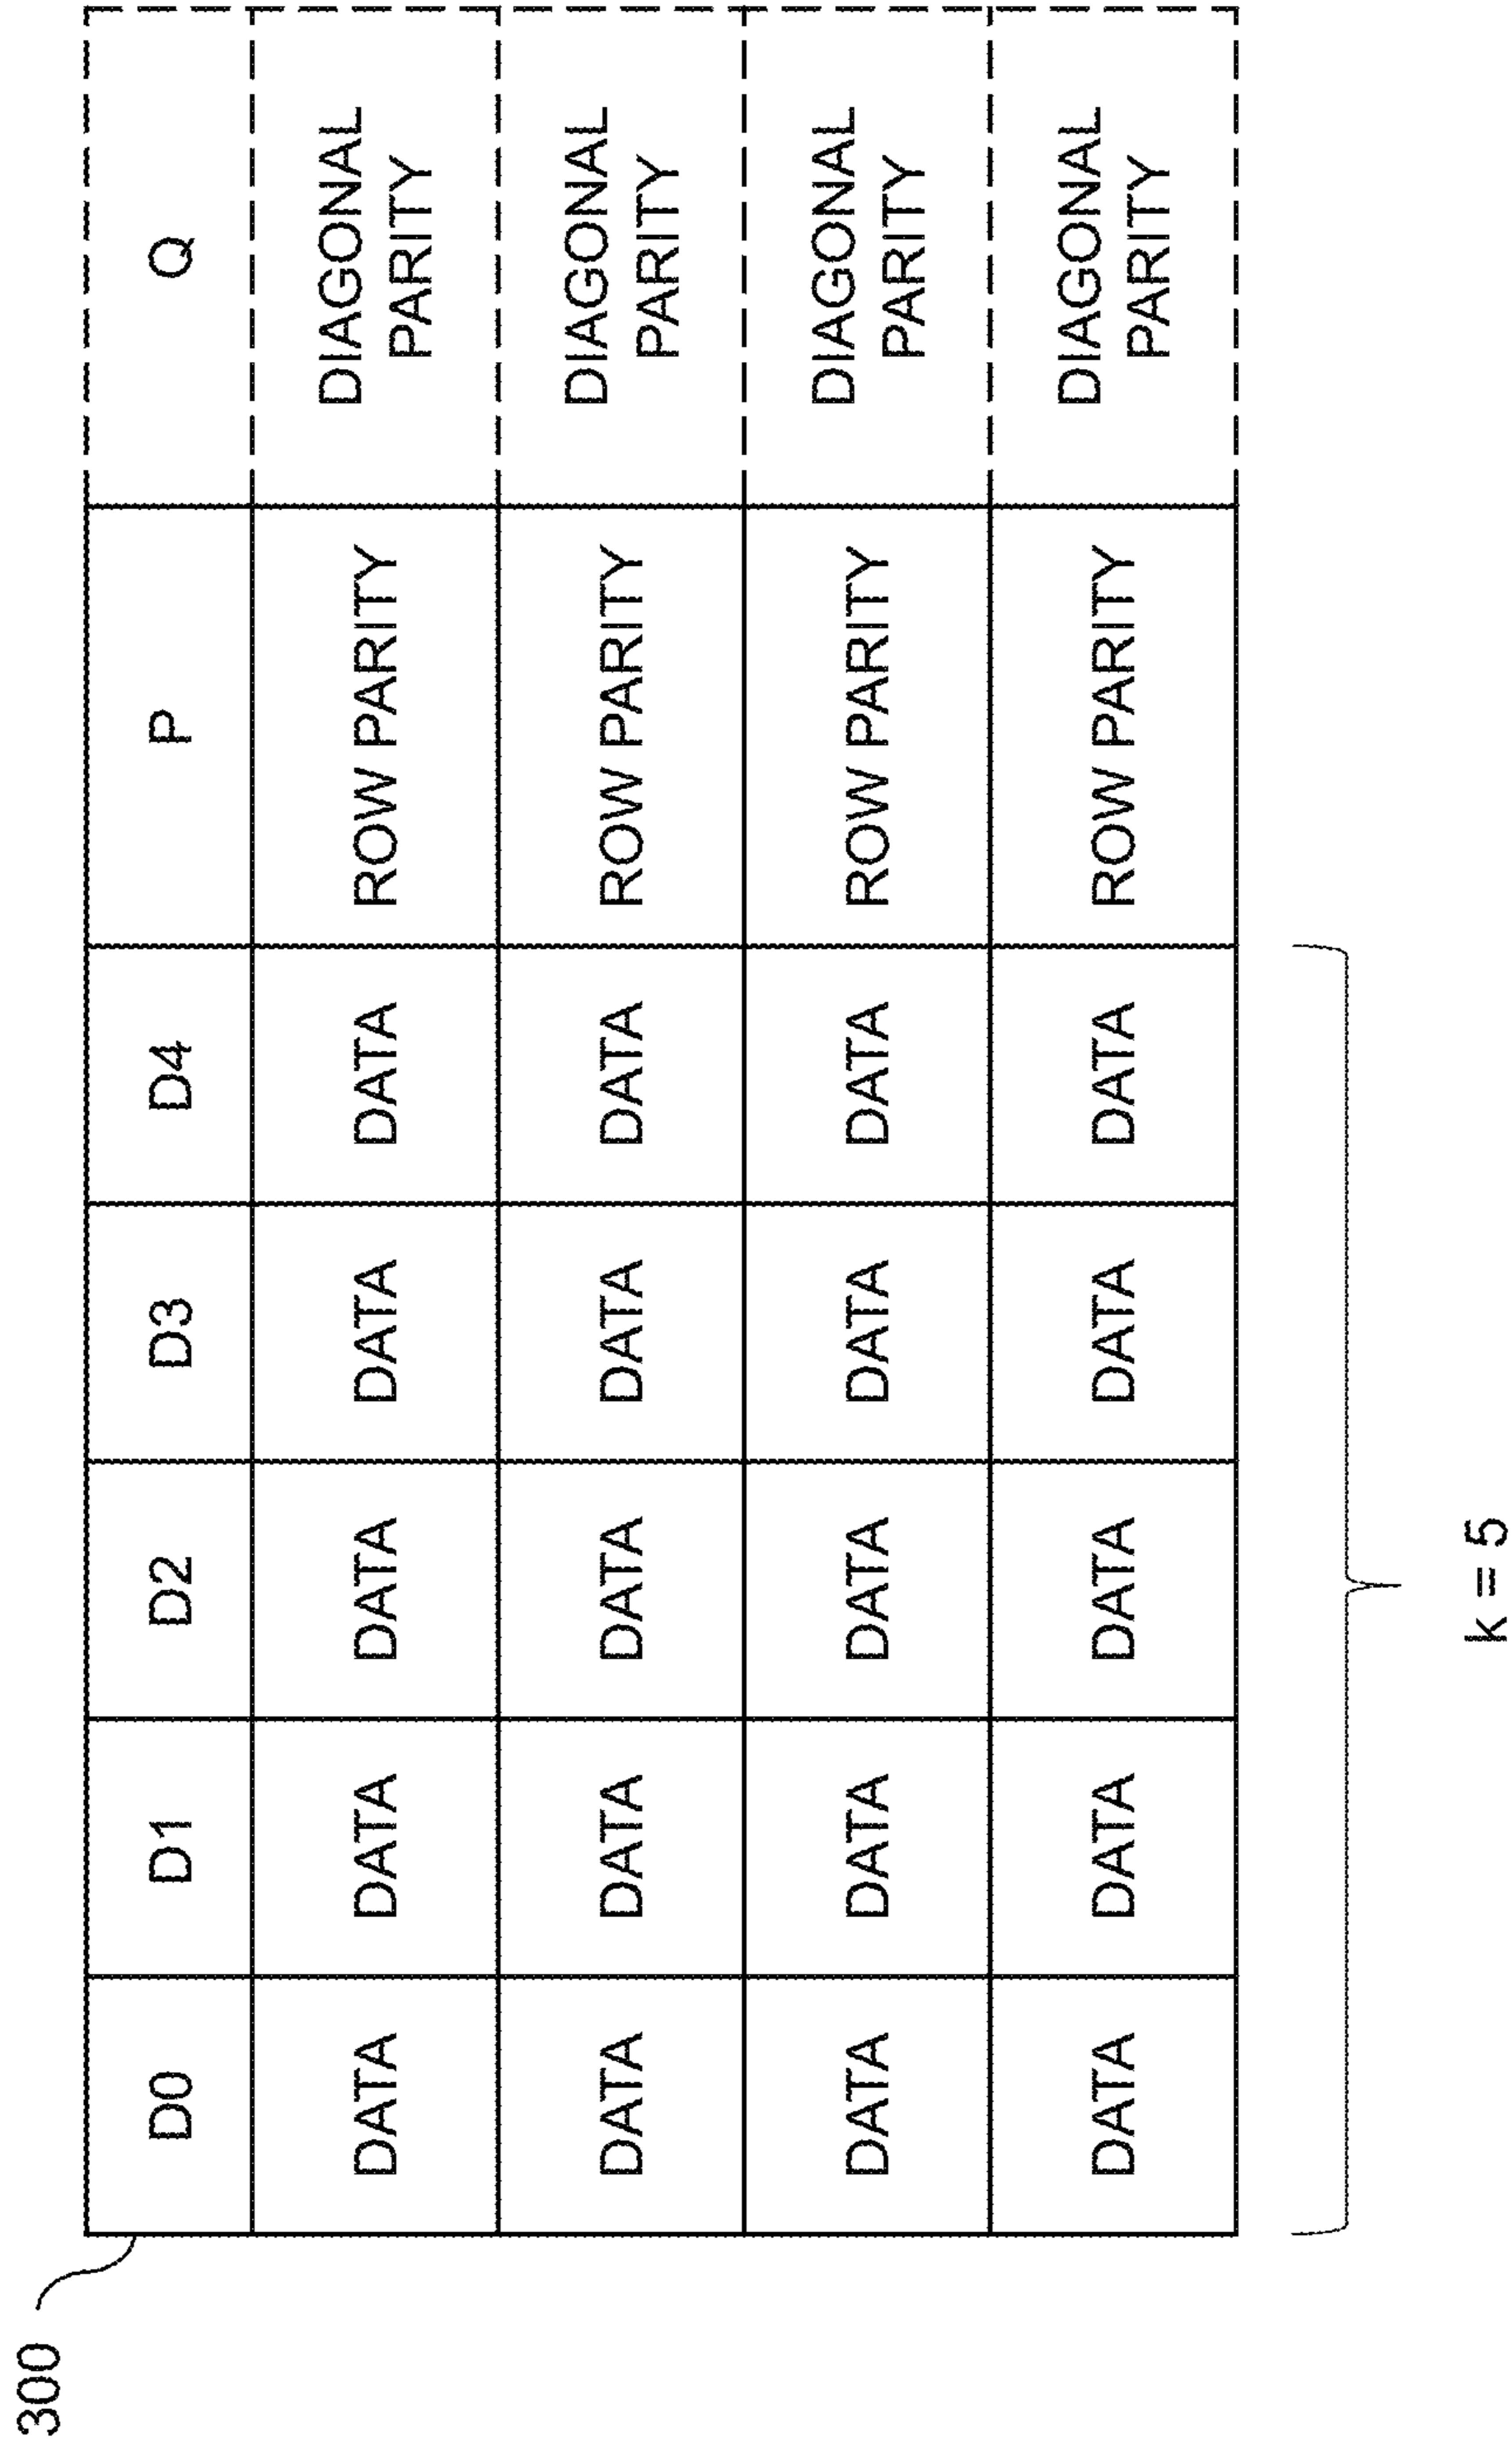 300
D0 D1 D2 D3 D4 P Q
DATA DATA DATA DATA DATA ROW PARITY DIAGONAL PARITY
DATA DATA DATA DATA DATA ROW PARITY DIAGONAL PARITY
DATA DATA DATA DATA DATA ROW PARITY DIAGONAL PARITY
DATA DATA DATA DATA DATA ROW PARITY DIAGONAL PARITY
k = 5